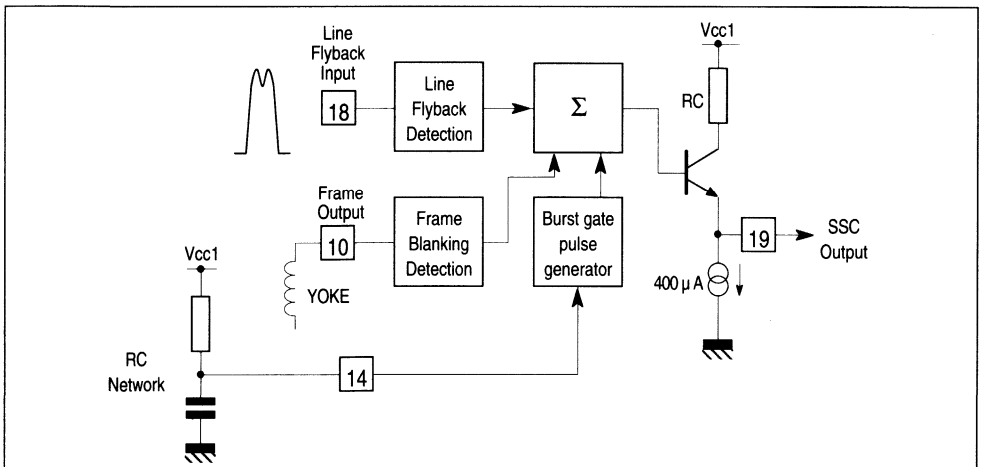 Line
Flyback
Input
18
Line
Flyback
Detection
Σ
Vcc1
RC
Frame
Output
10
Frame
Blanking
Detection
Burst gate
pulse
generator
19
SSC
Output
400 µ A
Vcc1
YOKE
RC
Network
14